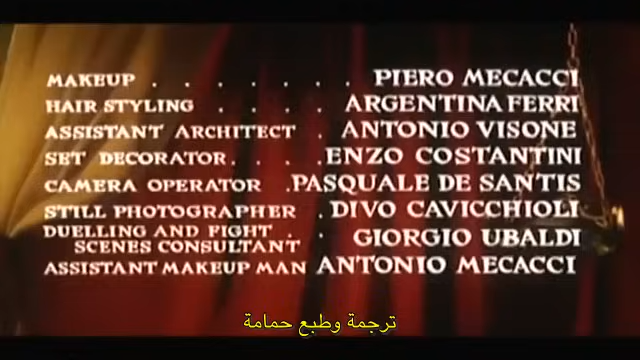 MAKEUP . . . . . . . PIERO MECACCI
HAIR STYLING . . . . . ARGENTINA FERRI
ASSISTANT ARCHITECT . ANTONIO VISONE
SET DECORATOR . . . . ENZO COSTANTINI
CAMERA OPERATOR . PASQUALE DE SANTIS
STILL PHOTOGRAPHER . DIVO CAVICCHIOLI
DUELLING AND FIGHT . .
SCENES CONSULTANT GIORGIO UBALDI
ASSISTANT MAKEUP MAN ANTONIO MECACCI
ترجمة وطبع حمامة